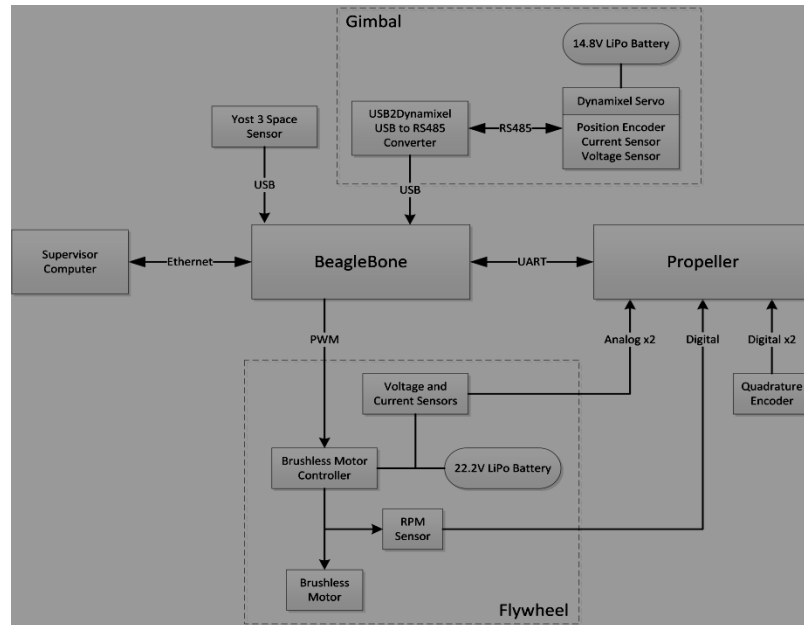 Gimbal
14.8V LiPo Battery
Dynamixel Servo
Position Encoder
Current Sensor
Voltage Sensor
USB2Dynamixel
USB to RS485
Converter
RS485
Yost 3 Space
Sensor
USB
USB
Supervisor
Computer
Ethernet
BeagleBone
UART
Propeller
PWM
Analog x2
Digital
Digital x2
Voltage and
Current Sensors
Quadrature
Encoder
Brushless Motor
Controller
22.2V LiPo Battery
RPM
Sensor
Brushless
Motor
Flywheel